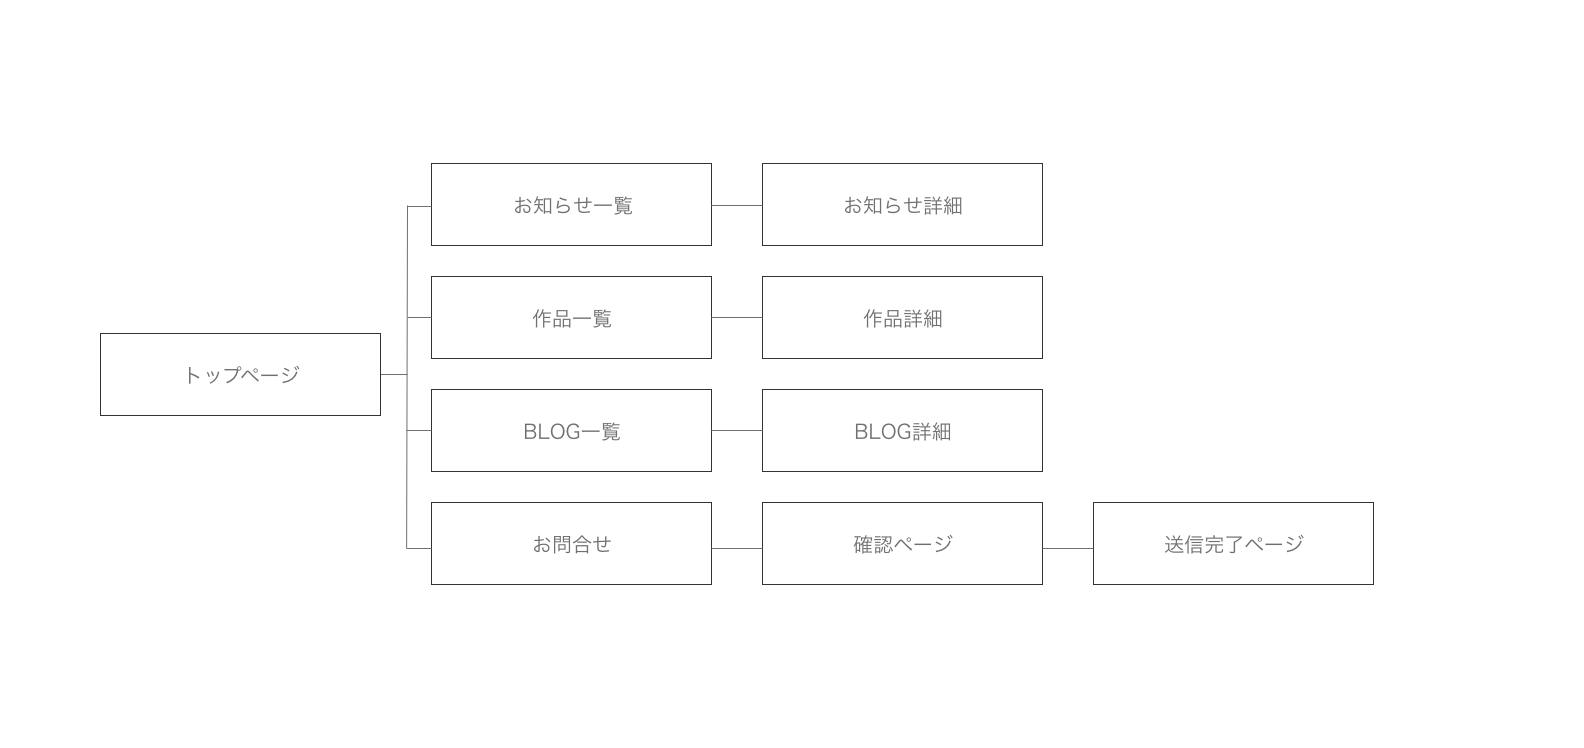 トップページ
お知らせ一覧
お知らせ詳細
作品一覧
作品詳細
BLOG一覧
BLOG詳細
お問合せ
確認ページ
送信完了ページ